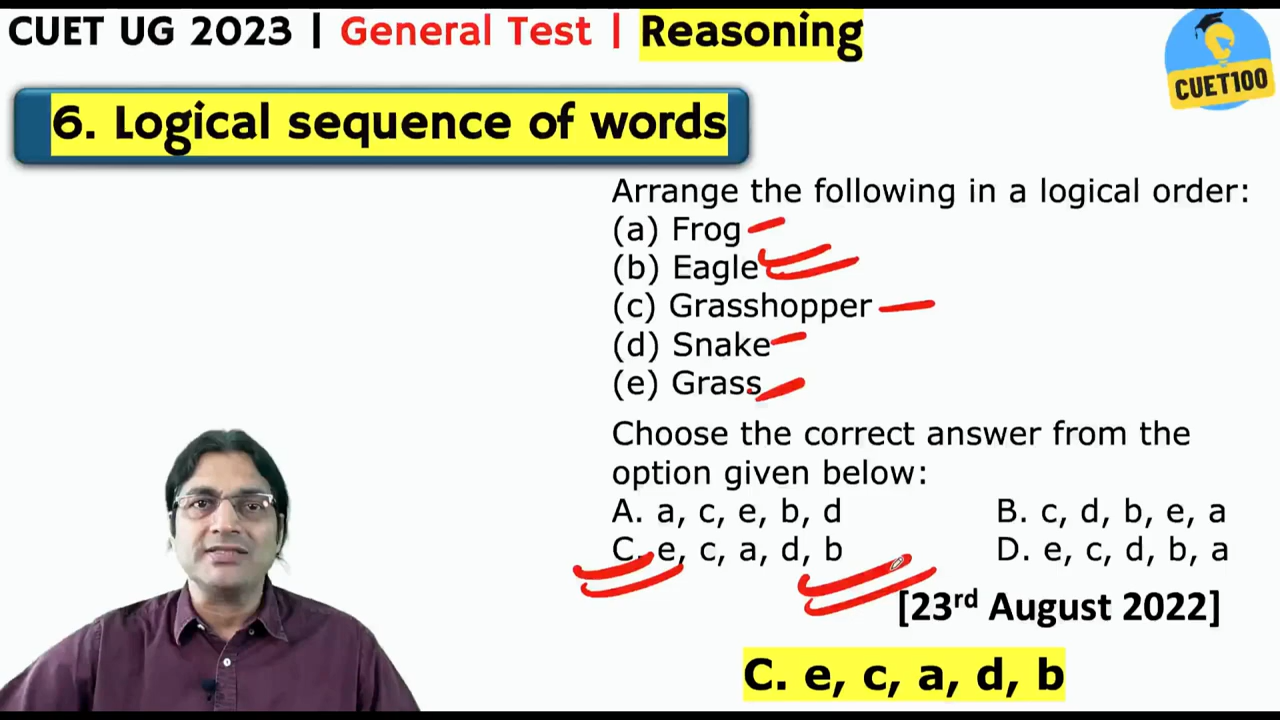 CUET UG 2023 | General Test | Reasoning
CUET100
6. Logical sequence of words
Arrange the following in a logical order:
(a) Frog
(b) Eagle
(c) Grasshopper
(d) Snake
(e) Grass
Choose the correct answer from the
option given below:
A. a, c, e, b, d B. c, d, b, e, a
C. e, c, a, d, b D. e, c, d, b, a
[23rd August 2022]
C. e, c, a, d, b